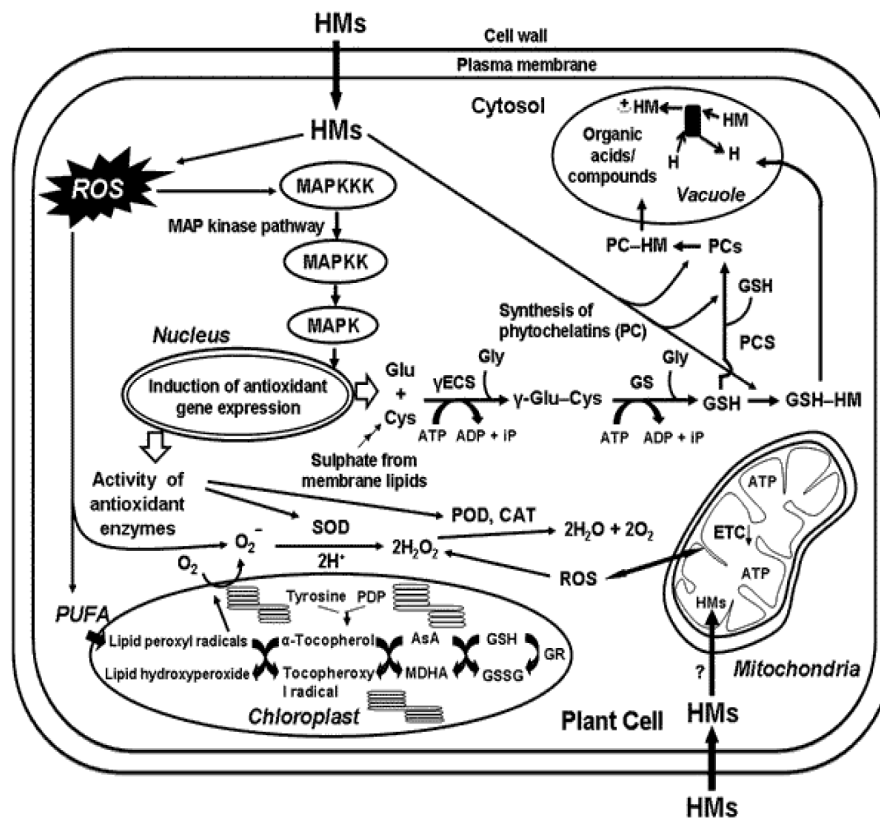 HMs
Cell wall
Plasma membrane
Cytosol
HMs
HM
HM
Organic
acids/
compounds
H
H
Vacuole
ROS
MAPKKK
MAP kinase pathway
MAPKK
MAPK
PC–HM
PCs
GSH
PCS
Synthesis of
phytochelatins (PC)
Nucleus
Induction of antioxidant
gene expression
Glu
+
Cys
γECS
Gly
ATP
ADP + iP
γ-Glu–Cys
GS
Gly
ATP
ADP + iP
GSH
GSH–HM
Sulphate from
membrane lipids
Activity of
antioxidant
enzymes
SOD
POD, CAT
O₂
O₂⁻
2H⁺
2H₂O₂
2H₂O + 2O₂
ROS
ATP
ETC
ATP
HMs
Mitochondria
?
PUFA
Tyrosine
PDP
Lipid peroxyl radicals
α-Tocopherol
AsA
GSH
GR
Lipid hydroxyperoxide
Tocopheroxy
l radical
MDHA
GSSG
Chloroplast
Plant Cell
HMs
HMs